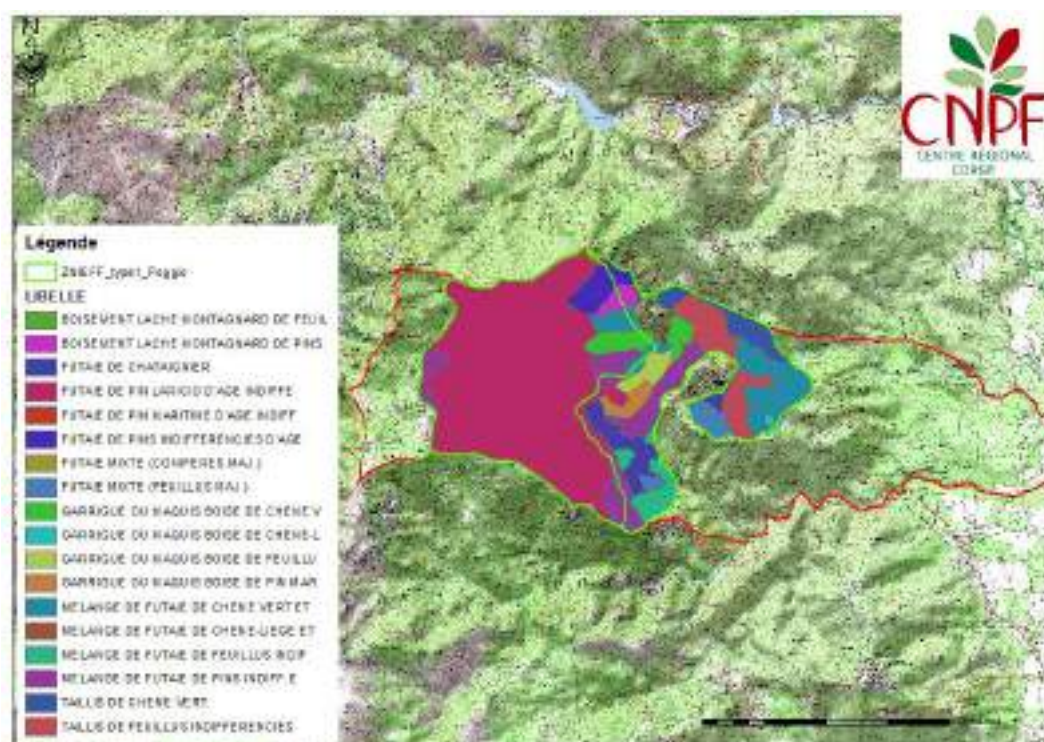 CNPF
CENTRE RÉGIONAL
CORSE
Légende
ZNIEFF_type1_Poggio
LIBELLE
BOISEMENT LACHE MONTAGNARD DE FEUIL
BOISEMENT LACHE MONTAGNARD DE PINS
FUTAIE DE CHATAIGNIER
FUTAIE DE PIN LARICIO D'AGE INDIFFE
FUTAIE DE PIN MARITIME D'AGE INDIFF
FUTAIE DE PINS INDIFFERENCIES D'AGE
FUTAIE MIXTE (CONIFERES MAJ.)
FUTAIE MIXTE (FEUILLUS MAJ.)
GARRIGUE OU MAQUIS BOISE DE CHENE V
GARRIGUE OU MAQUIS BOISE DE CHENE-L
GARRIGUE OU MAQUIS BOISE DE FEUILLU
GARRIGUE OU MAQUIS BOISE DE PIN MAR
MELANGE DE FUTAIE DE CHENE VERT ET
MELANGE DE FUTAIE DE CHENE-LIEGE ET
MELANGE DE FUTAIE DE FEUILLUS INDIF
MELANGE DE FUTAIE DE PINS INDIFFE
TAILLIS DE CHENE VERT
TAILLIS DE FEUILLUS INDIFFERENCIES